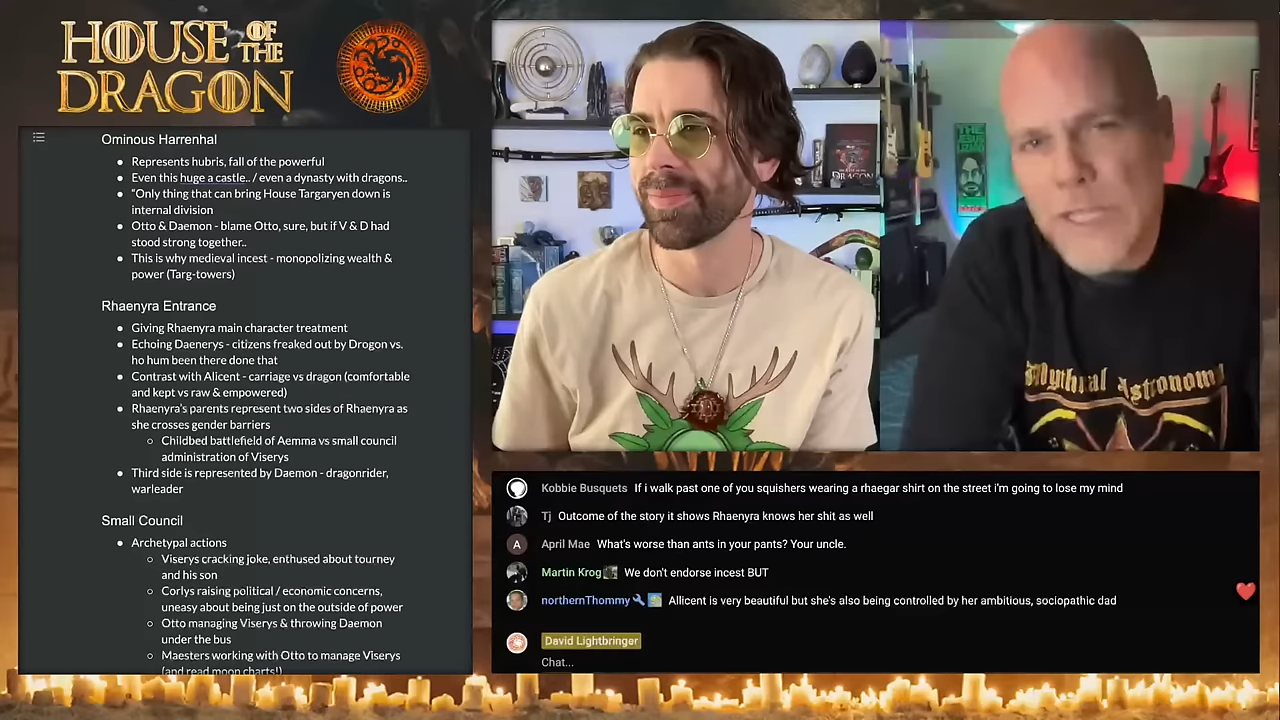 HOUSE OF THE DRAGON
Ominous Harrenhal
Represents hubris, fall of the powerful
Even this huge a castle.. / even a dynasty with dragons..
"Only thing that can bring House Targaryen down is
internal division
Otto & Daemon - blame Otto, sure, but if V & D had
stood strong together..
This is why medieval incest - monopolizing wealth &
power (Targ-towers)
Rhaenyra Entrance
Giving Rhaenyra main character treatment
Echoing Daenerys - citizens freaked out by Drogon vs.
ho hum been there done that
Contrast with Alicent - carriage vs dragon (comfortable
and kept vs raw & empowered)
Rhaenyra's parents represent two sides of Rhaenyra as
she crosses gender barriers
Childbed battlefield of Aemma vs small council
administration of Viserys
Third side is represented by Daemon - dragonrider,
warleader
Small Council
Archetypal actions
Viserys cracking joke, enthused about tourney
and his son
Corlys raising political / economic concerns,
uneasy about being just on the outside of power
Otto managing Viserys & throwing Daemon
under the bus
Maesters working with Otto to manage Viserys
(and read moon charts!)
DRAGON
THE
JESUS
LIZARD
Mythical Astronomy
Kobbie Busquets If i walk past one of you squishers wearing a rhaegar shirt on the street i'm going to lose my mind
Tj Outcome of the story it shows Rhaenyra knows her shit as well
A April Mae What's worse than ants in your pants? Your uncle.
Martin Krog We don't endorse incest BUT
northernThommy Allicent is very beautiful but she's also being controlled by her ambitious, sociopathic dad
David Lightbringer
Chat...